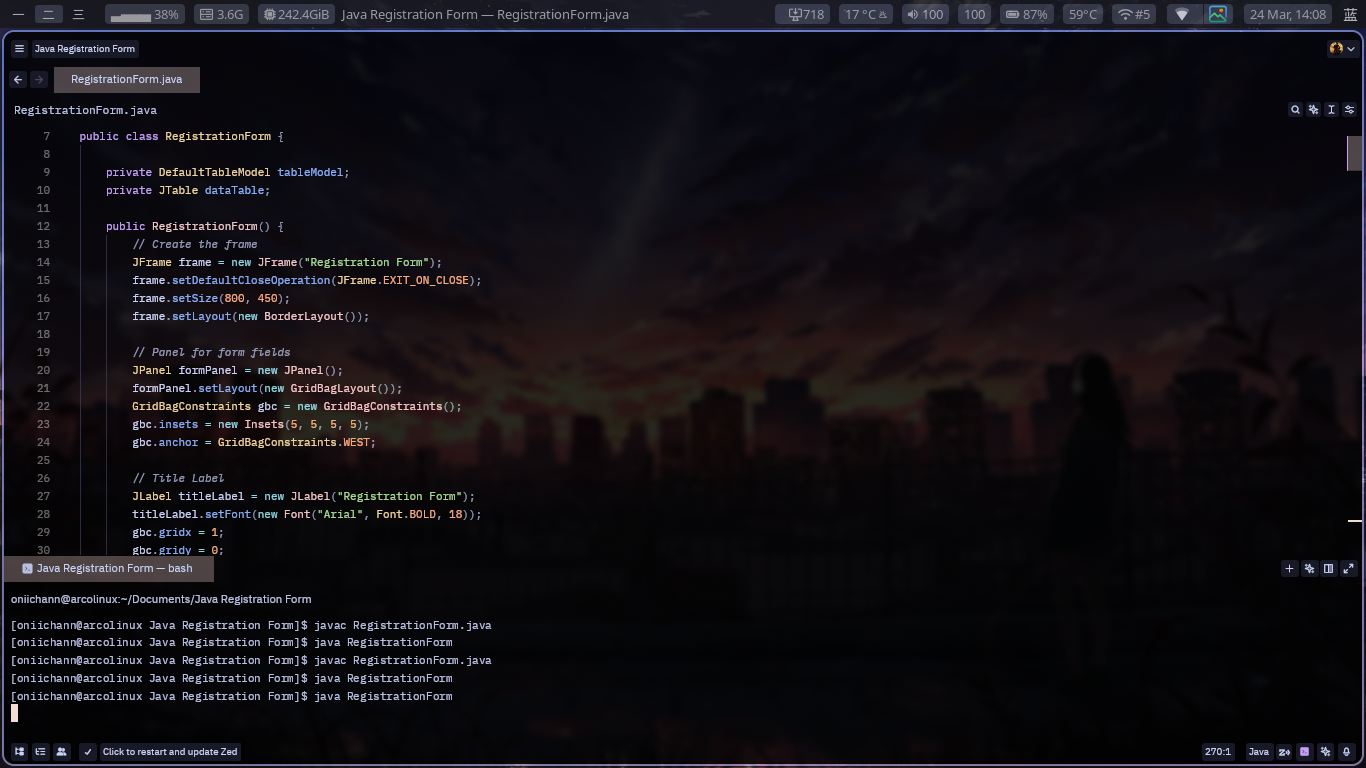 一 二 三 38% 3.6G 242.4GiB Java Registration Form — RegistrationForm.java 718 17 °C 100 100 87% 59°C #5 24 Mar, 14:08 蓝
Java Registration Form
RegistrationForm.java
RegistrationForm.java
7 public class RegistrationForm {
8
9 private DefaultTableModel tableModel;
10 private JTable dataTable;
11
12 public RegistrationForm() {
13 // Create the frame
14 JFrame frame = new JFrame("Registration Form");
15 frame.setDefaultCloseOperation(JFrame.EXIT_ON_CLOSE);
16 frame.setSize(800, 450);
17 frame.setLayout(new BorderLayout());
18
19 // Panel for form fields
20 JPanel formPanel = new JPanel();
21 formPanel.setLayout(new GridBagLayout());
22 GridBagConstraints gbc = new GridBagConstraints();
23 gbc.insets = new Insets(5, 5, 5, 5);
24 gbc.anchor = GridBagConstraints.WEST;
25
26 // Title Label
27 JLabel titleLabel = new JLabel("Registration Form");
28 titleLabel.setFont(new Font("Arial", Font.BOLD, 18));
29 gbc.gridx = 1;
30 gbc.gridy = 0;
Java Registration Form — bash
oniichann@arcolinux:~/Documents/Java Registration Form
[oniichann@arcolinux Java Registration Form]$ javac RegistrationForm.java
[oniichann@arcolinux Java Registration Form]$ java RegistrationForm
[oniichann@arcolinux Java Registration Form]$ javac RegistrationForm.java
[oniichann@arcolinux Java Registration Form]$ java RegistrationForm
[oniichann@arcolinux Java Registration Form]$ java RegistrationForm
Click to restart and update Zed 270:1 Java